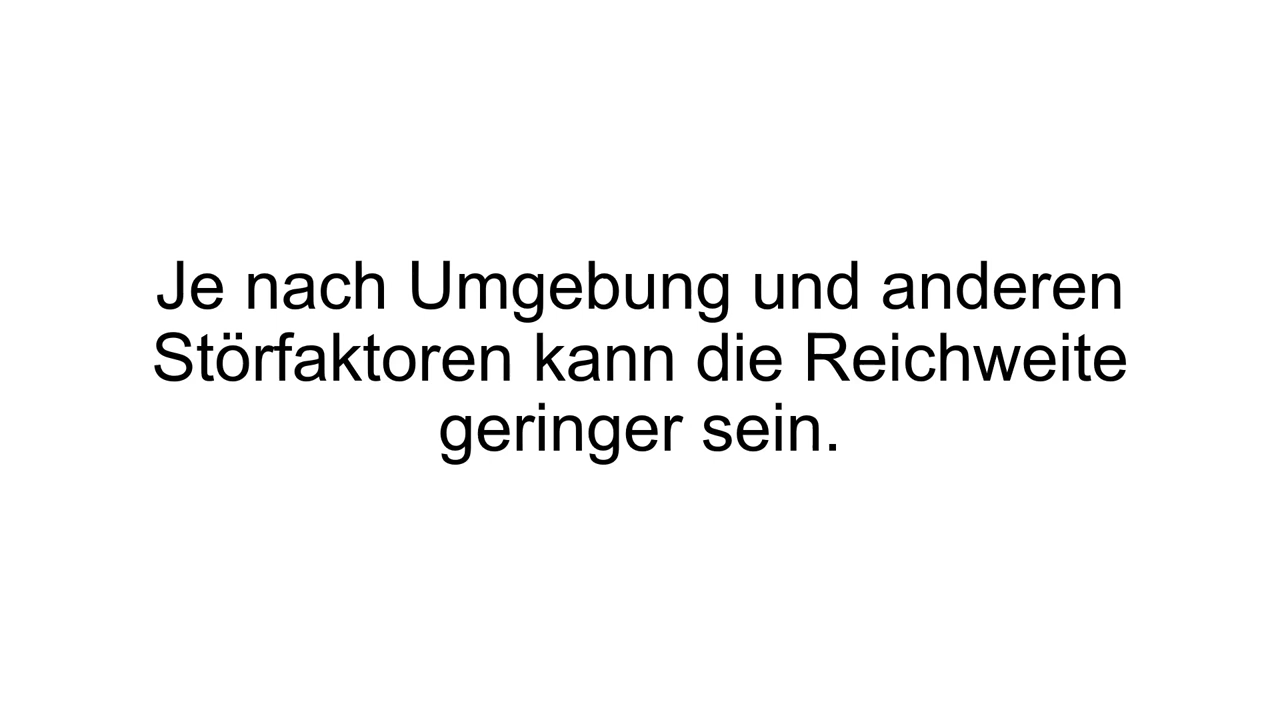 Je nach Umgebung und anderen
Störfaktoren kann die Reichweite
geringer sein.